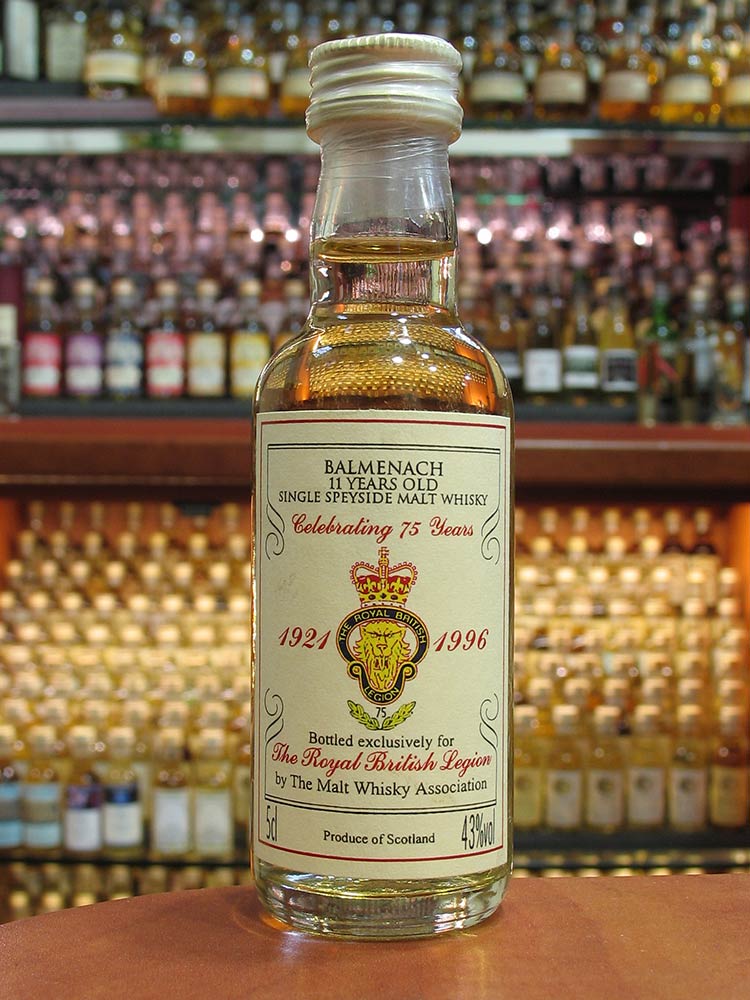 BALMENACH
11 YEARS OLD
SINGLE SPEYSIDE MALT WHISKY
Celebrating 75 Years
1921 1996
THE ROYAL BRITISH
LEGION
75
Bottled exclusively for
The Royal British Legion
by The Malt Whisky Association
5cl Produce of Scotland 43%vol